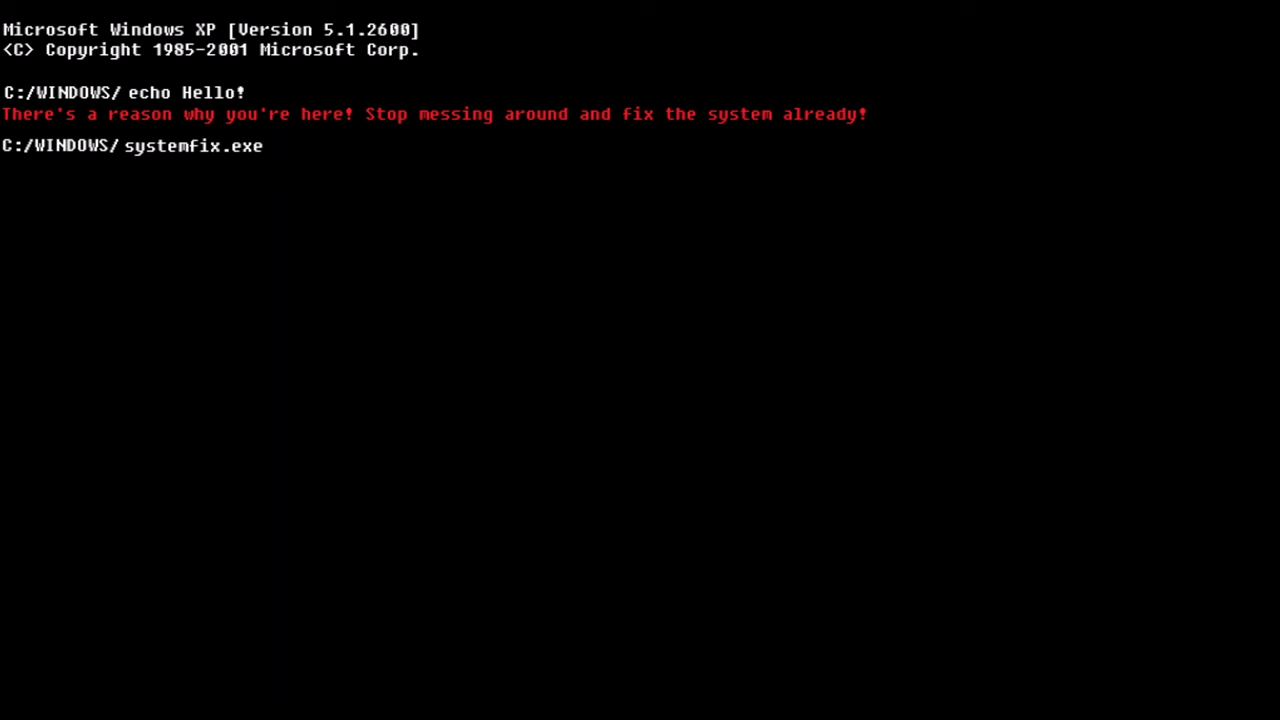 Microsoft Windows XP [Version 5.1.2600]
<C> Copyright 1985-2001 Microsoft Corp.
C:/WINDOWS/ echo Hello!
There's a reason why you're here! Stop messing around and fix the system already!
C:/WINDOWS/ systemfix.exe